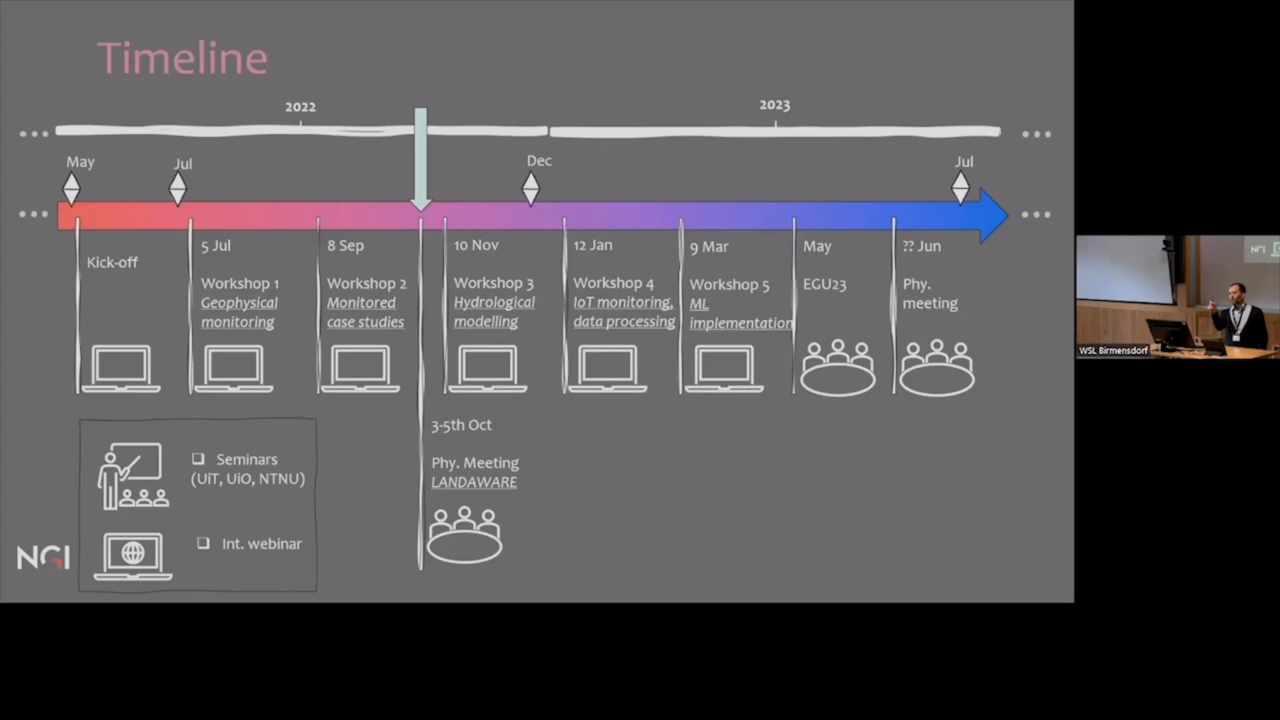 Timeline
2022
2023
May
Jul
Dec
Jul
Kick-off
5 Jul
Workshop 1
Geophysical
monitoring
8 Sep
Workshop 2
Monitored
case studies
10 Nov
Workshop 3
Hydrological
modelling
12 Jan
Workshop 4
IoT monitoring,
data processing
9 Mar
Workshop 5
ML
implementation
May
EGU23
?? Jun
Phy.
meeting
3-5th Oct
Phy. Meeting
LANDAWARE
Seminars
(UiT, UiO, NTNU)
Int. webinar
NGI
NGI
WSL Birmensdorf